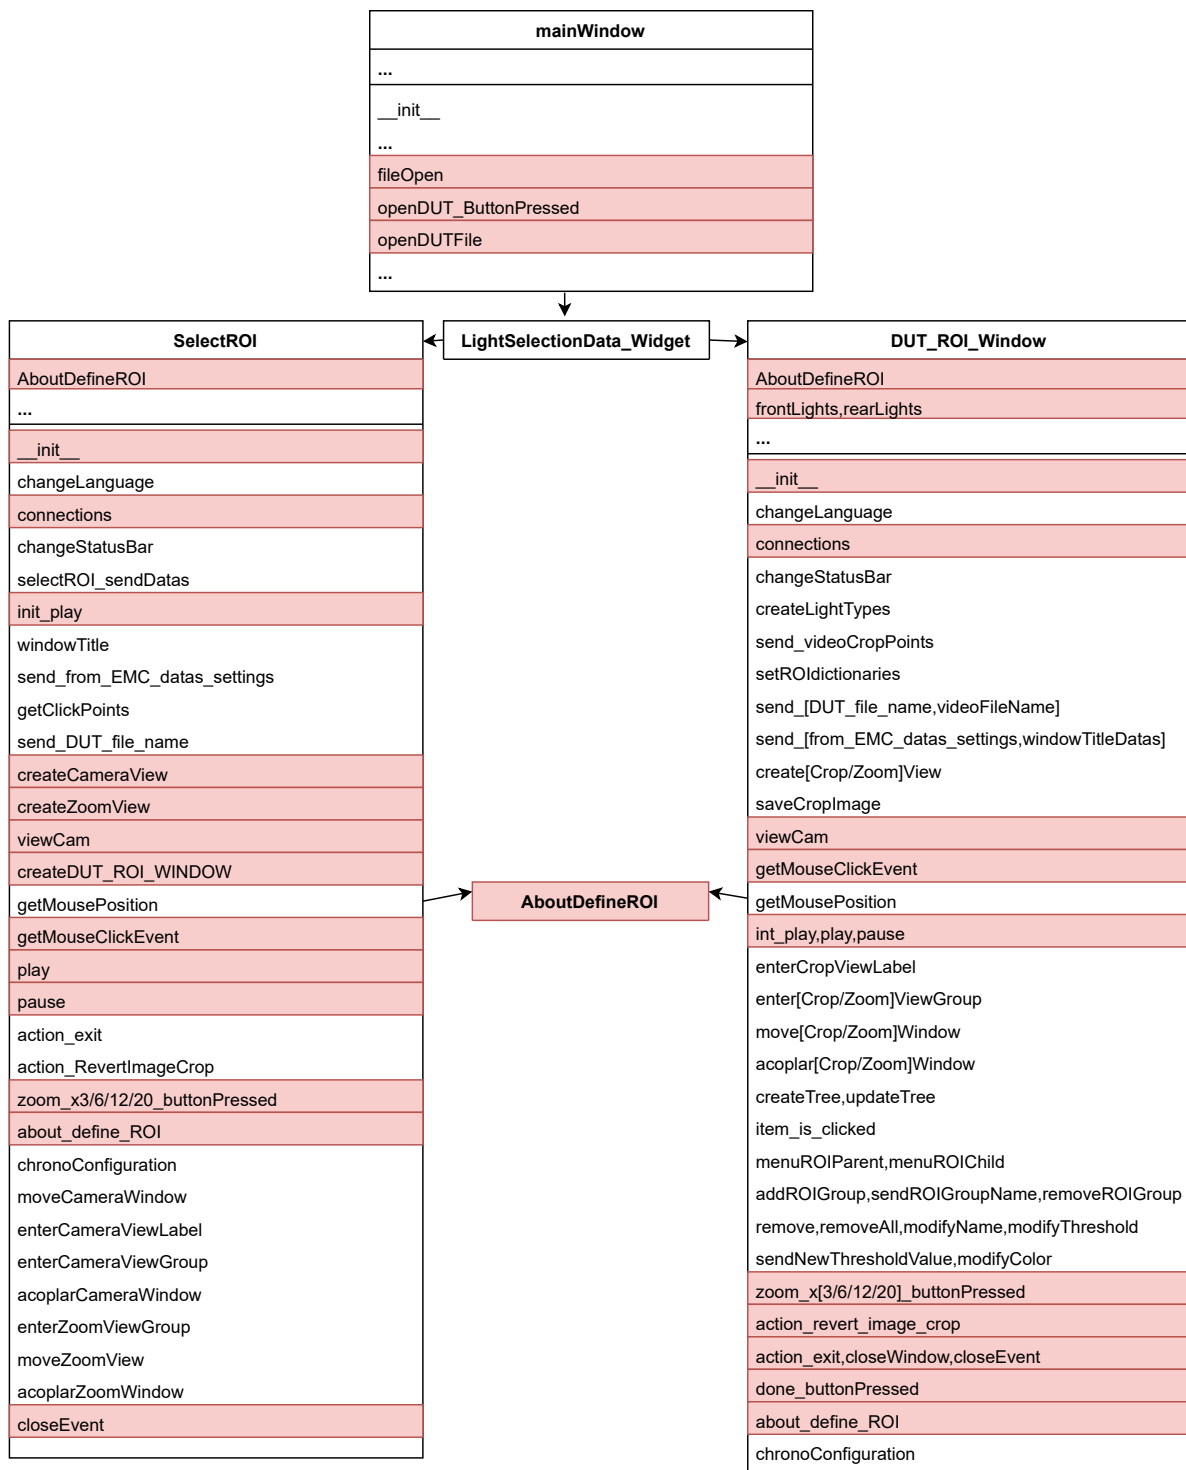 mainWindow
...
__init__
...
fileOpen
openDUT_ButtonPressed
openDUTFile
...
LightSelectionData_Widget
SelectROI
AboutDefineROI
...
__init__
changeLanguage
connections
changeStatusBar
selectROI_sendDatas
init_play
windowTitle
send_from_EMC_datas_settings
getClickPoints
send_DUT_file_name
createCameraView
createZoomView
viewCam
createDUT_ROI_WINDOW
getMousePosition
getMouseClickEvent
play
pause
action_exit
action_RevertImageCrop
zoom_x3/6/12/20_buttonPressed
about_define_ROI
chronoConfiguration
moveCameraWindow
enterCameraViewLabel
enterCameraViewGroup
acoplarCameraWindow
enterZoomViewGroup
moveZoomView
acoplarZoomWindow
closeEvent
AboutDefineROI
DUT_ROI_Window
AboutDefineROI
frontLights,rearLights
...
__init__
changeLanguage
connections
changeStatusBar
createLightTypes
send_videoCropPoints
setROIdictionaries
send_[DUT_file_name,videoFileName]
send_[from_EMC_datas_settings,windowTitleDatas]
create[Crop/Zoom]View
saveCropImage
viewCam
getMouseClickEvent
getMousePosition
int_play,play,pause
enterCropViewLabel
enter[Crop/Zoom]ViewGroup
move[Crop/Zoom]Window
acoplar[Crop/Zoom]Window
createTree,updateTree
item_is_clicked
menuROIParent,menuROIChild
addROIGroup,sendROIGroupName,removeROIGroup
remove,removeAll,modifyName,modifyThreshold
sendNewThresholdValue,modifyColor
zoom_x[3/6/12/20]_buttonPressed
action_revert_image_crop
action_exit,closeWindow,closeEvent
done_buttonPressed
about_define_ROI
chronoConfiguration